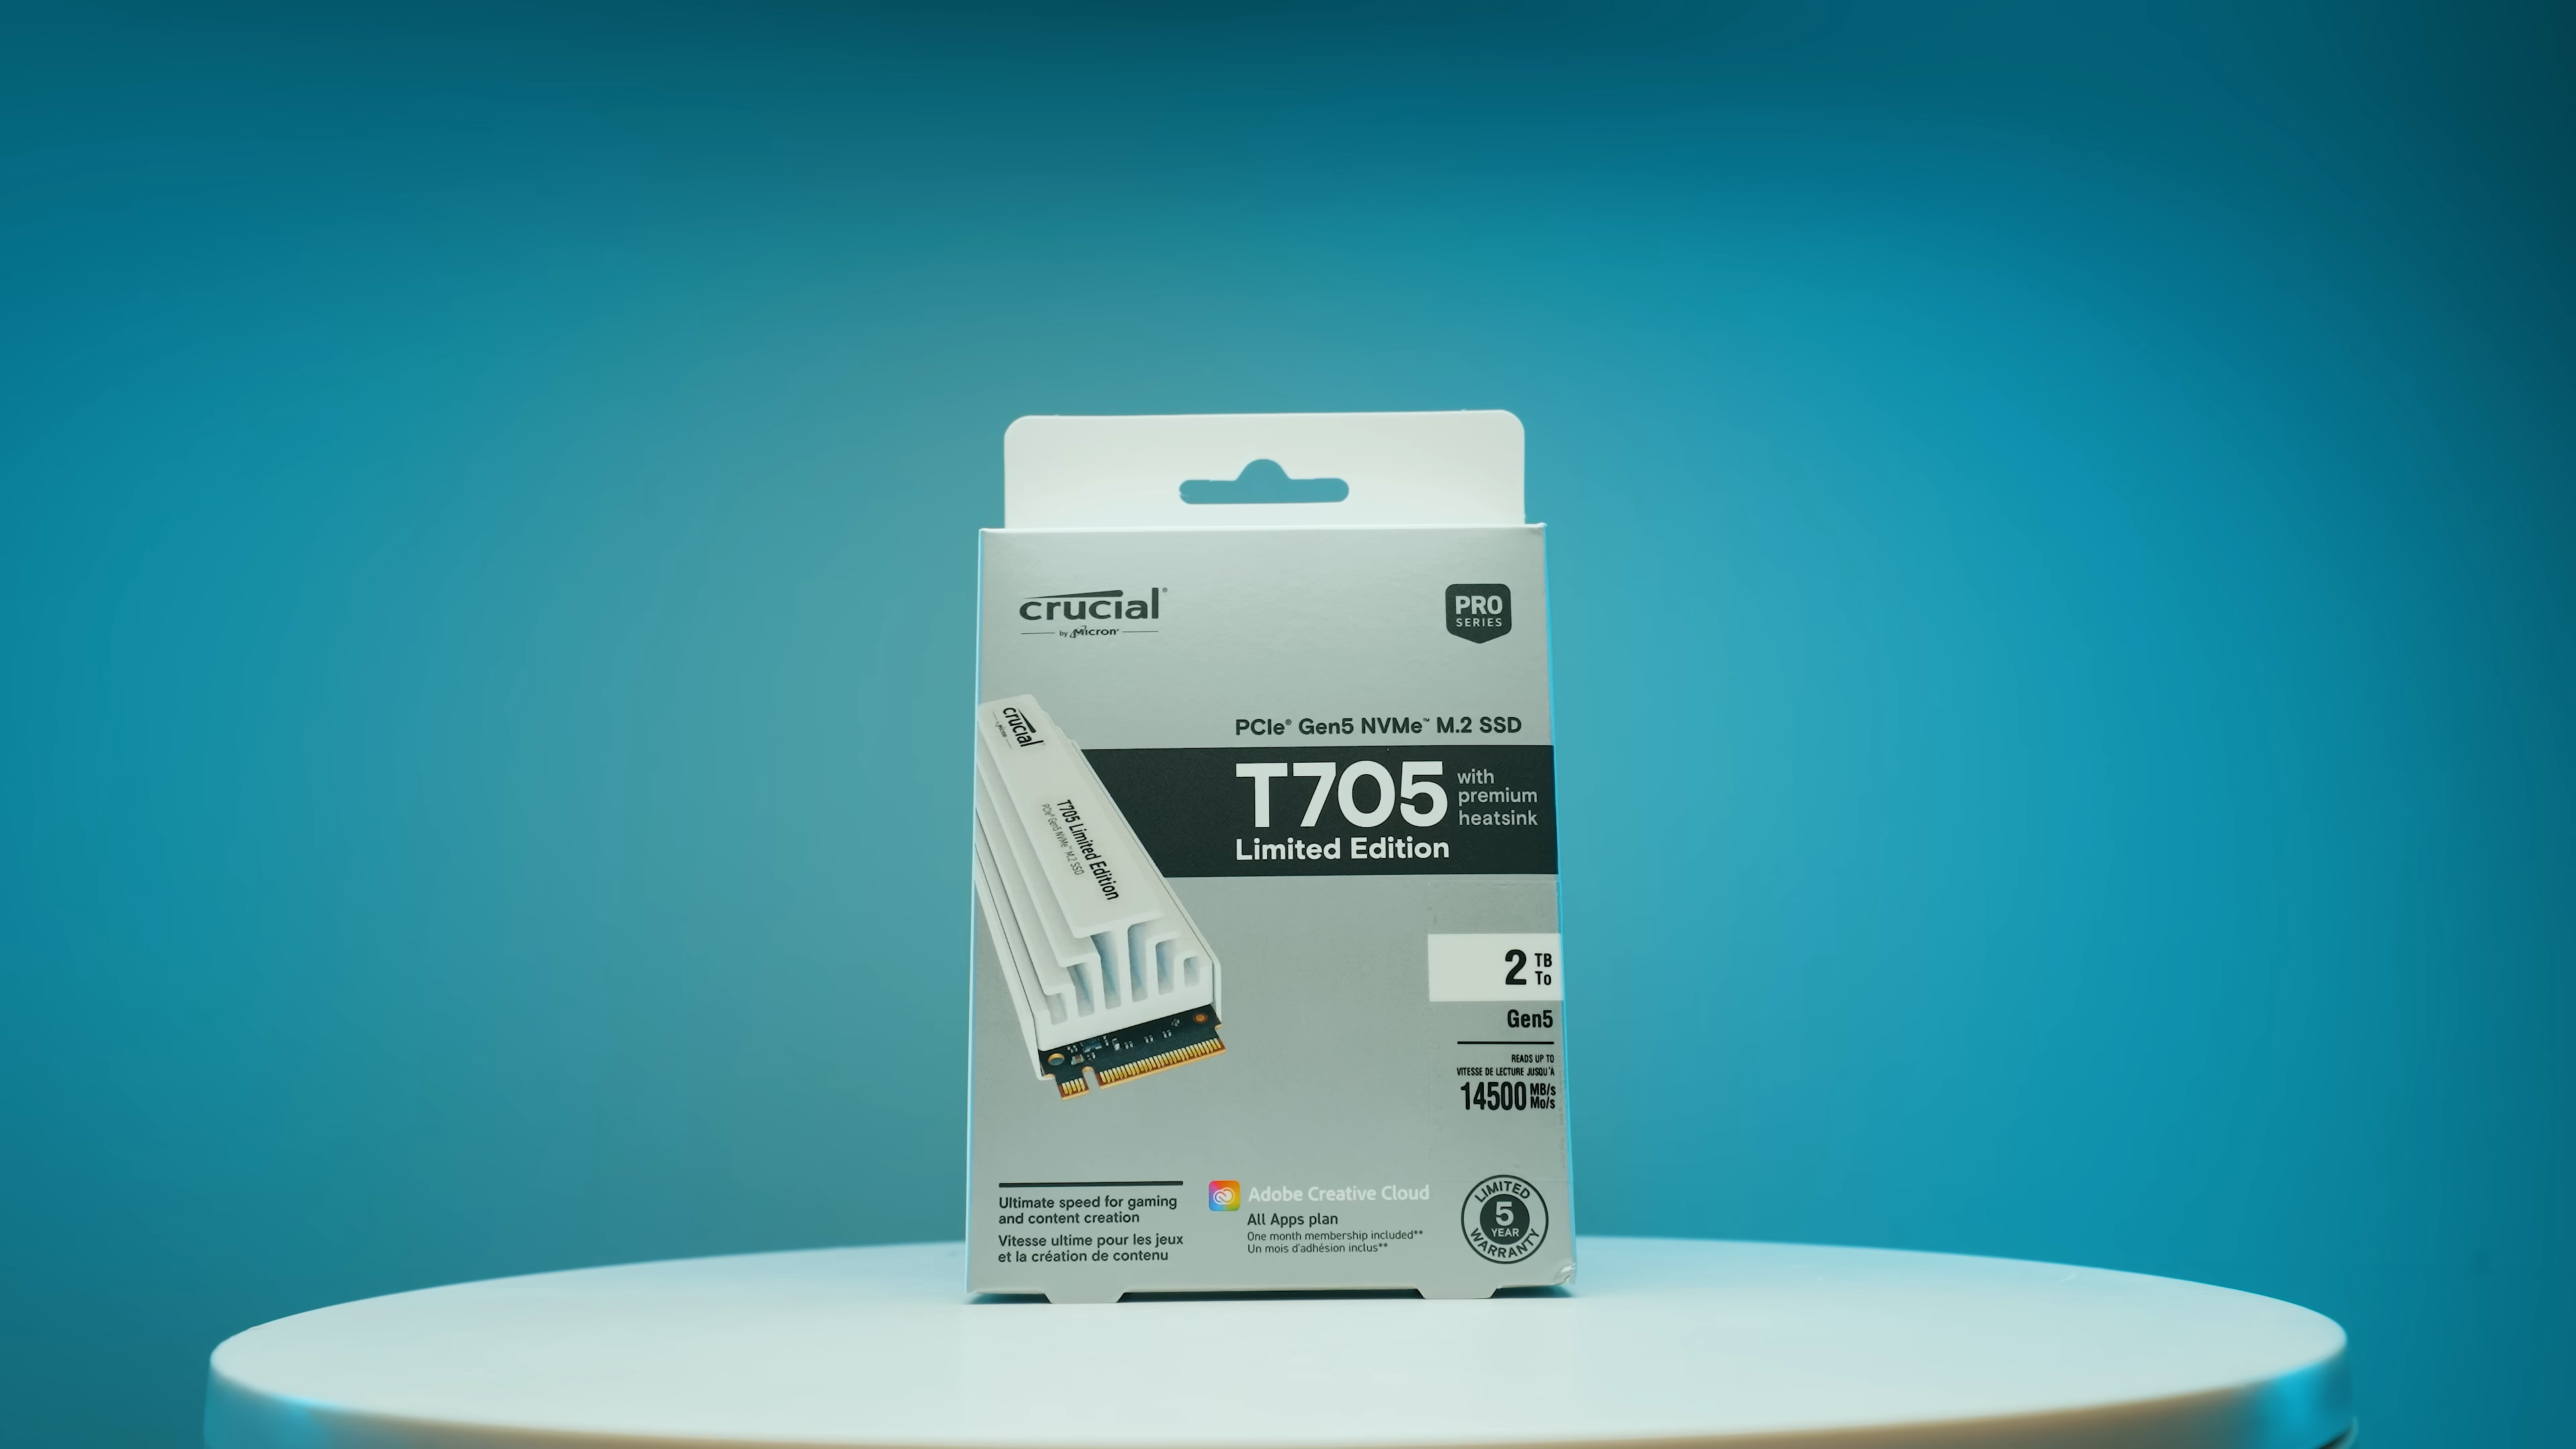 crucial®
by Micron®
PRO
SERIES
PCIe® Gen5 NVMe™ M.2 SSD
T705
with
premium
heatsink
Limited Edition
crucial
T705 Limited Edition
PCIe® Gen5 NVMe™ M.2 SSD
2 TB
To
Gen5
READS UP TO
VITESSE DE LECTURE JUSQU'À
14500 MB/s
Mo/s
Ultimate speed for gaming
and content creation
Vitesse ultime pour les jeux
et la création de contenu
Adobe Creative Cloud
All Apps plan
One month membership included**
Un mois d'adhésion inclus**
LIMITED
5
YEAR
WARRANTY